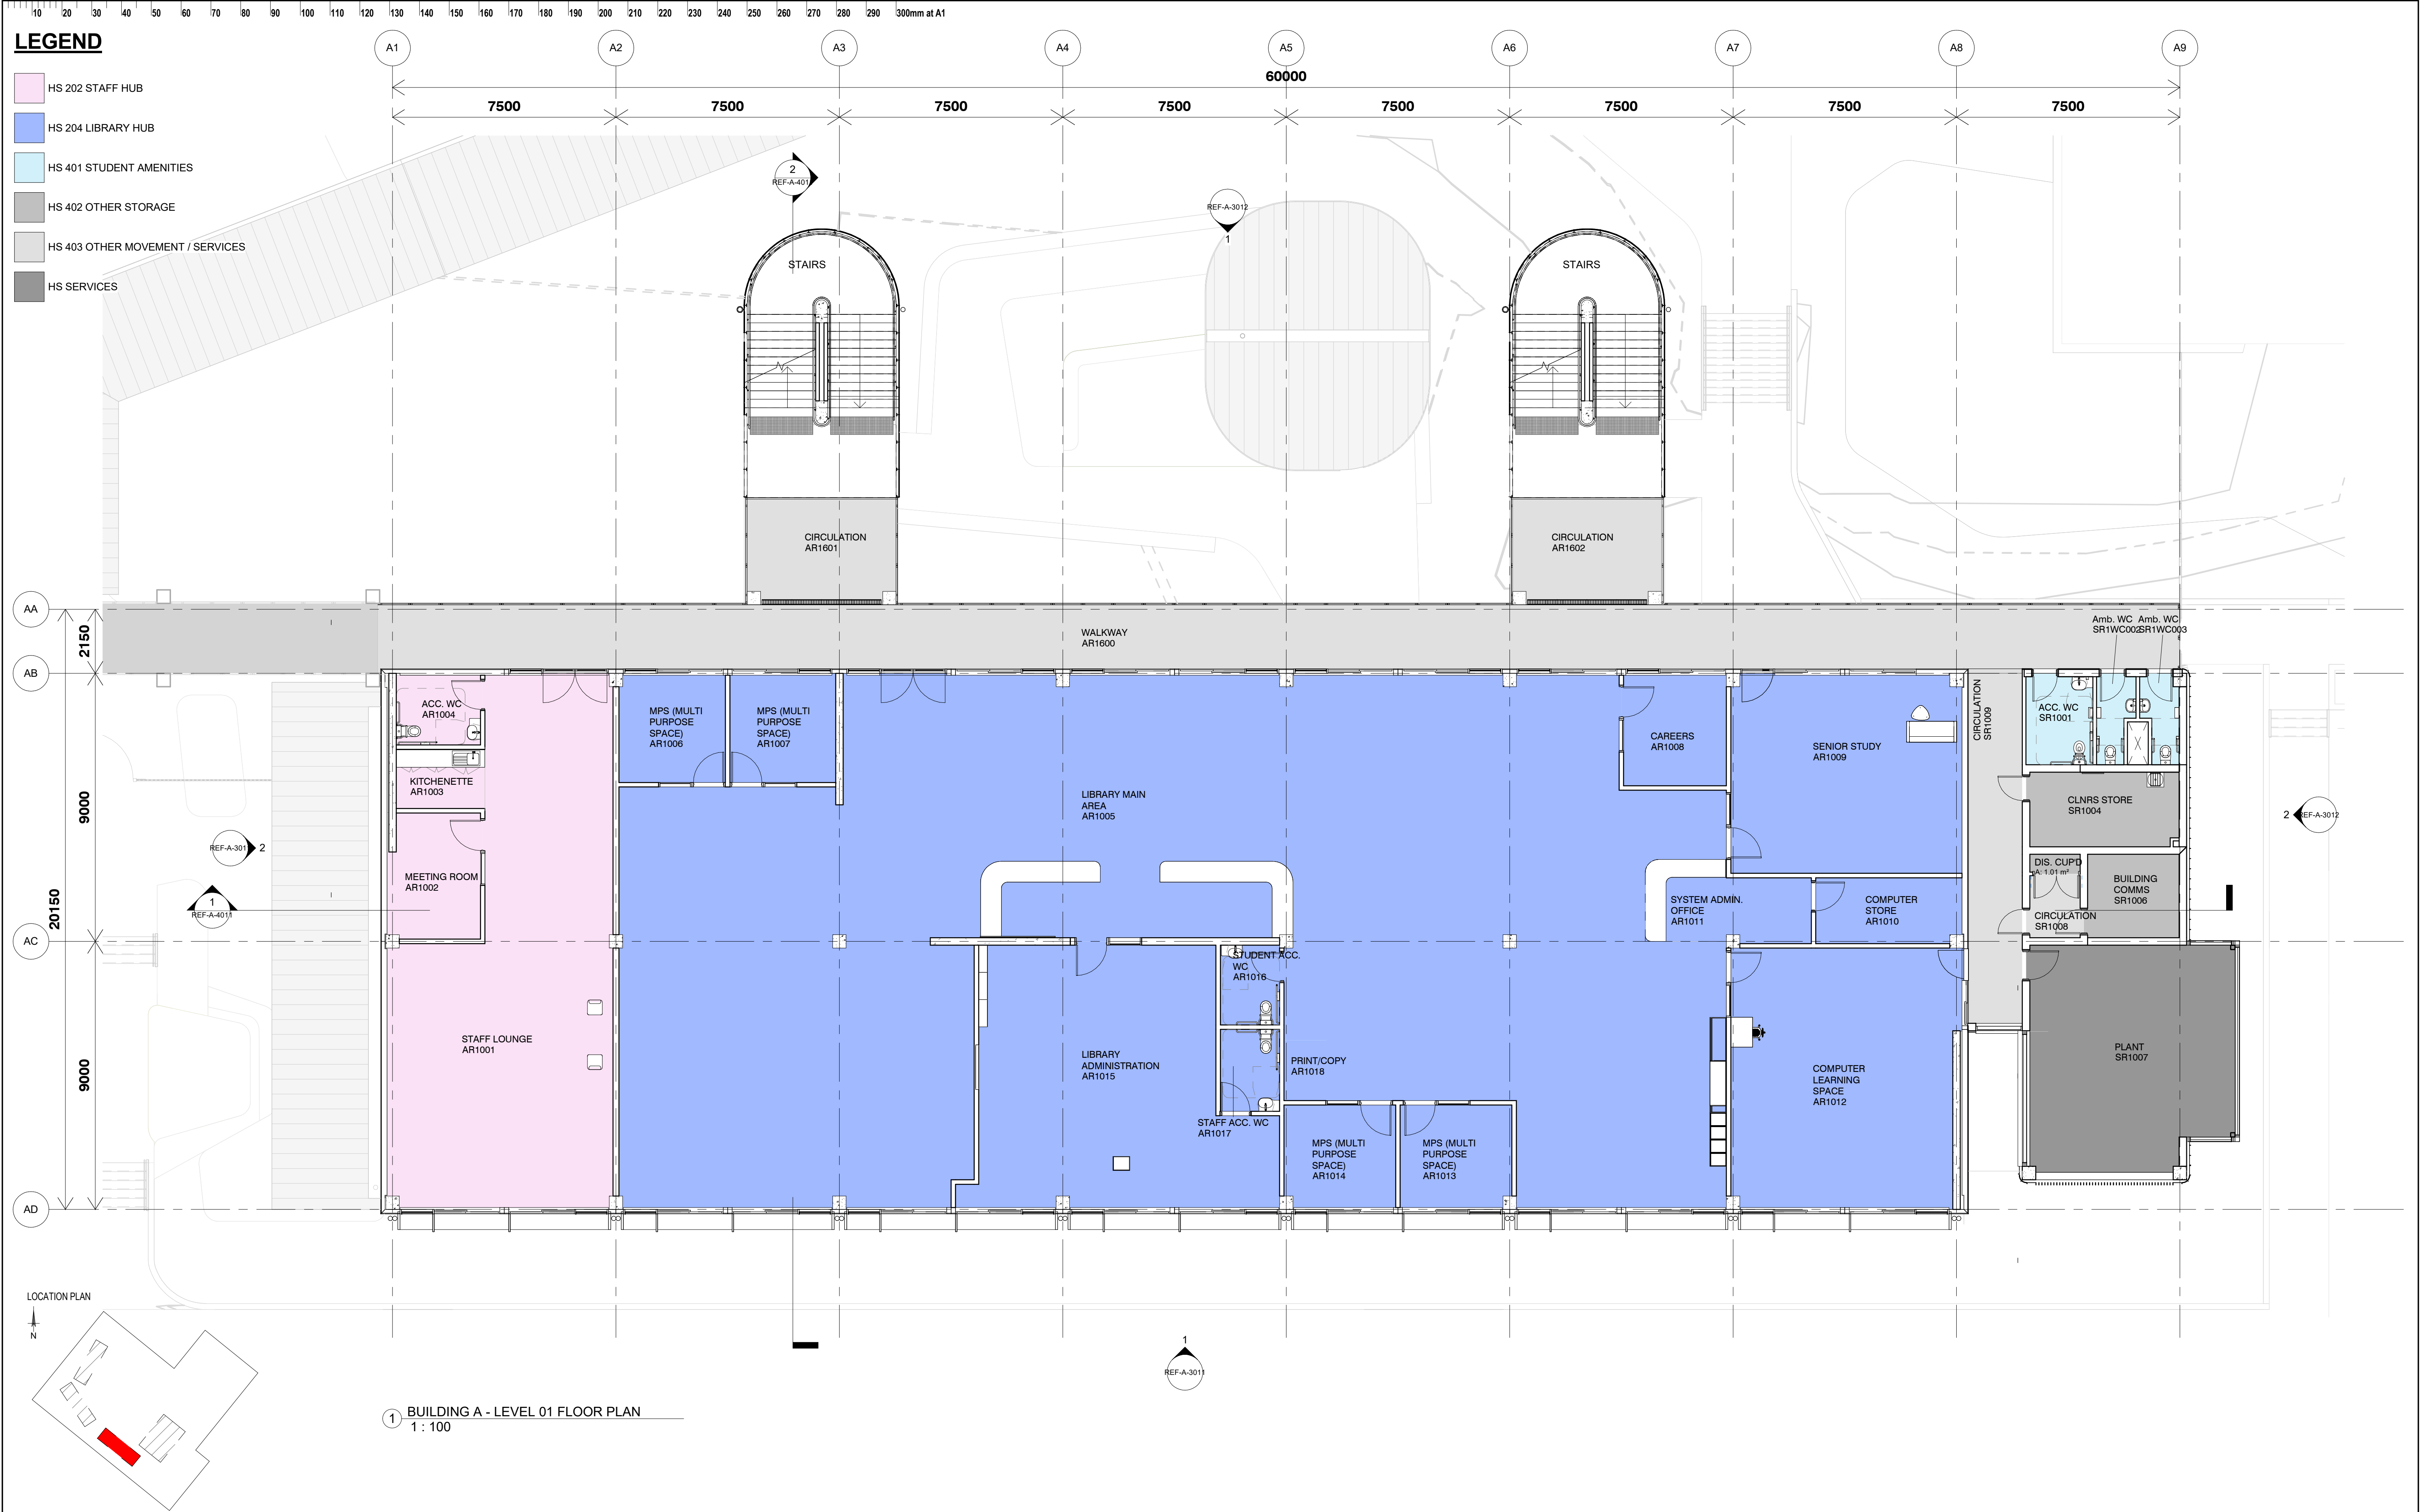 10 20 30 40 50 60 70 80 90 100 110 120 130 140 150 160 170 180 190 200 210 220 230 240 250 260 270 280 290 300mm at A1
LEGEND
HS 202 STAFF HUB
HS 204 LIBRARY HUB
HS 401 STUDENT AMENITIES
HS 402 OTHER STORAGE
HS 403 OTHER MOVEMENT / SERVICES
HS SERVICES
A1 A2 A3 A4 A5 A6 A7 A8 A9
60000
7500 7500 7500 7500 7500 7500 7500 7500
2
REF-A-401
REF-A-3012
1
STAIRS
STAIRS
CIRCULATION
AR1601
CIRCULATION
AR1602
AA
AB
AC
AD
2150
9000
9000
20150
WALKWAY
AR1600
Amb. WC
SR1WC002
Amb. WC
SR1WC003
ACC. WC
AR1004
KITCHENETTE
AR1003
MEETING ROOM
AR1002
STAFF LOUNGE
AR1001
MPS (MULTI
PURPOSE
SPACE)
AR1006
MPS (MULTI
PURPOSE
SPACE)
AR1007
LIBRARY MAIN
AREA
AR1005
CAREERS
AR1008
SENIOR STUDY
AR1009
CIRCULATION
SR1009
ACC. WC
SR1001
CLNRS STORE
SR1004
DIS. CUP'D
A: 1.01 m²
BUILDING
COMMS
SR1006
CIRCULATION
SR1008
SYSTEM ADMIN.
OFFICE
AR1011
COMPUTER
STORE
AR1010
STUDENT ACC.
WC
AR1016
LIBRARY
ADMINISTRATION
AR1015
PRINT/COPY
AR1018
STAFF ACC. WC
AR1017
MPS (MULTI
PURPOSE
SPACE)
AR1014
MPS (MULTI
PURPOSE
SPACE)
AR1013
COMPUTER
LEARNING
SPACE
AR1012
PLANT
SR1007
REF-A-301
2
1
REF-A-4011
2
REF-A-3012
1
REF-A-3011
LOCATION PLAN
N
1
BUILDING A - LEVEL 01 FLOOR PLAN
1 : 100